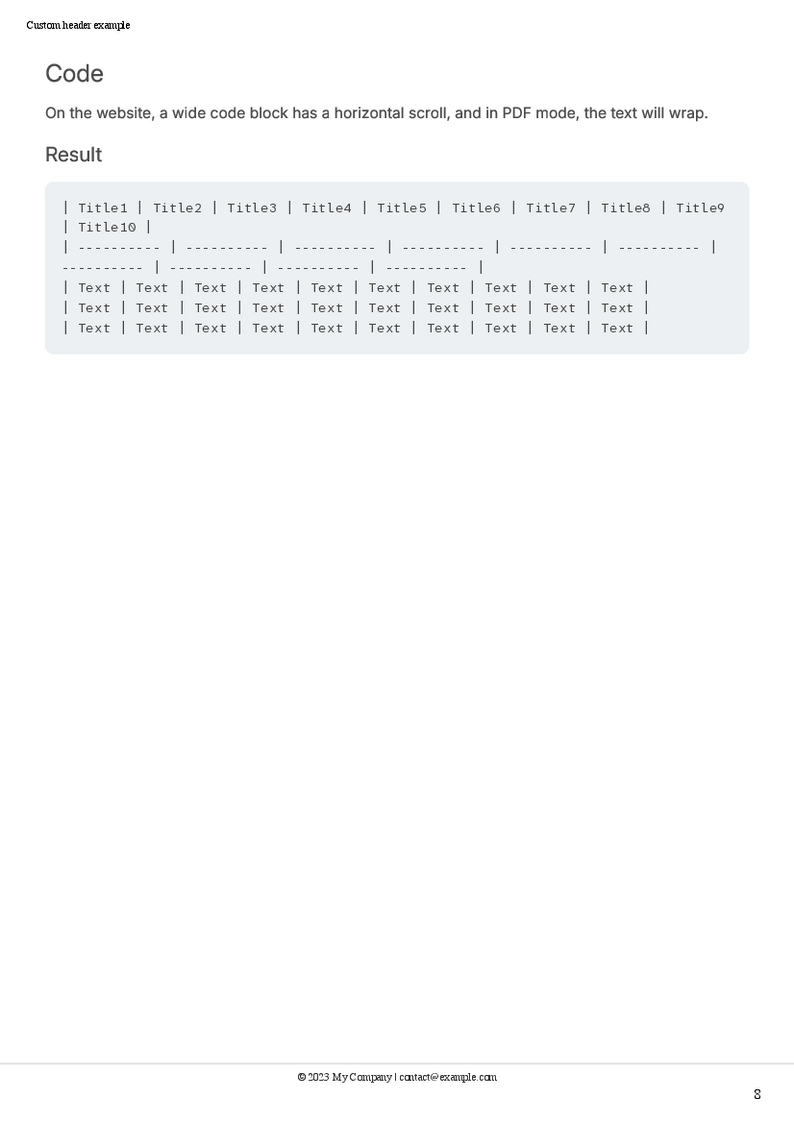 Custom header example
Code
On the website, a wide code block has a horizontal scroll, and in PDF mode, the text will wrap.
Result
| Title1 | Title2 | Title3 | Title4 | Title5 | Title6 | Title7 | Title8 | Title9
| Title10 |
| ---------- | ---------- | ---------- | ---------- | ---------- | ---------- |
---------- | ---------- | ---------- | ---------- |
| Text | Text | Text | Text | Text | Text | Text | Text | Text | Text |
| Text | Text | Text | Text | Text | Text | Text | Text | Text | Text |
| Text | Text | Text | Text | Text | Text | Text | Text | Text | Text |
© 2023 My Company | contact@example.com
8